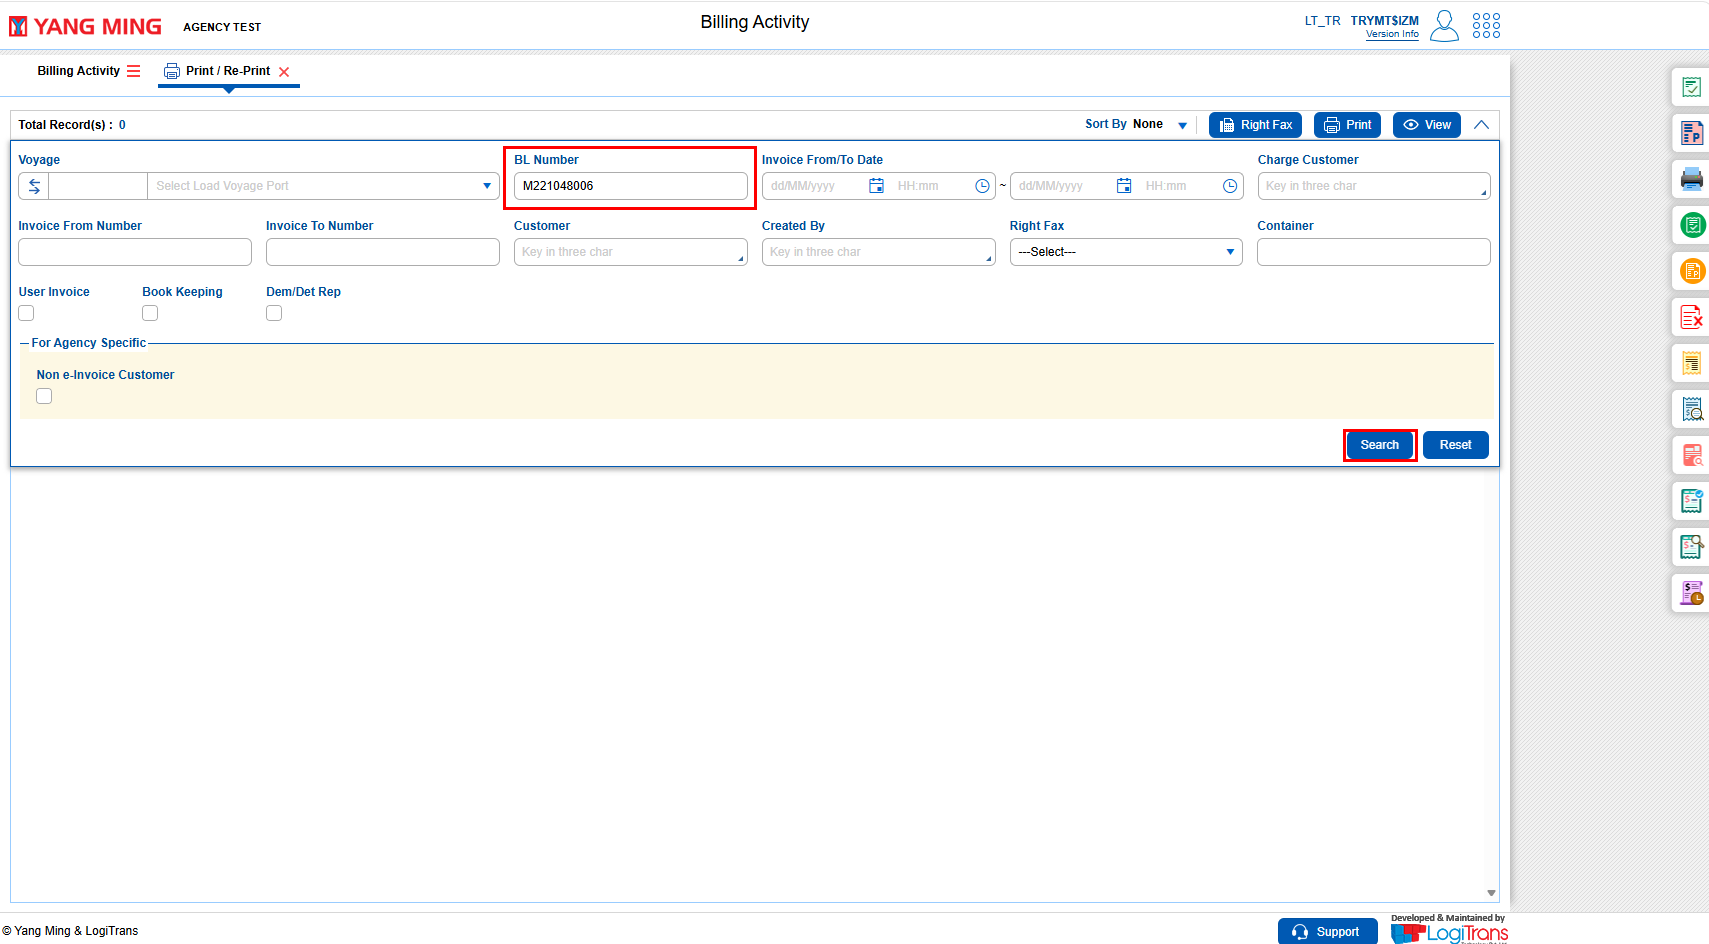 YANG MING AGENCY TEST
Billing Activity
LT_TR TRYMT$IZM
Version Info
Billing Activity Print / Re-Print
Total Record(s) : 0
Sort By None Right Fax Print View
Voyage BL Number Invoice From/To Date Charge Customer
Select Load Voyage Port M221048006 dd/MM/yyyy HH:mm ~ dd/MM/yyyy HH:mm Key in three char
Invoice From Number Invoice To Number Customer Created By Right Fax Container
Key in three char Key in three char ---Select---
User Invoice Book Keeping Dem/Det Rep
For Agency Specific
Non e-Invoice Customer
Search Reset
© Yang Ming & LogiTrans
Support
Developed & Maintained by
LogiTrans